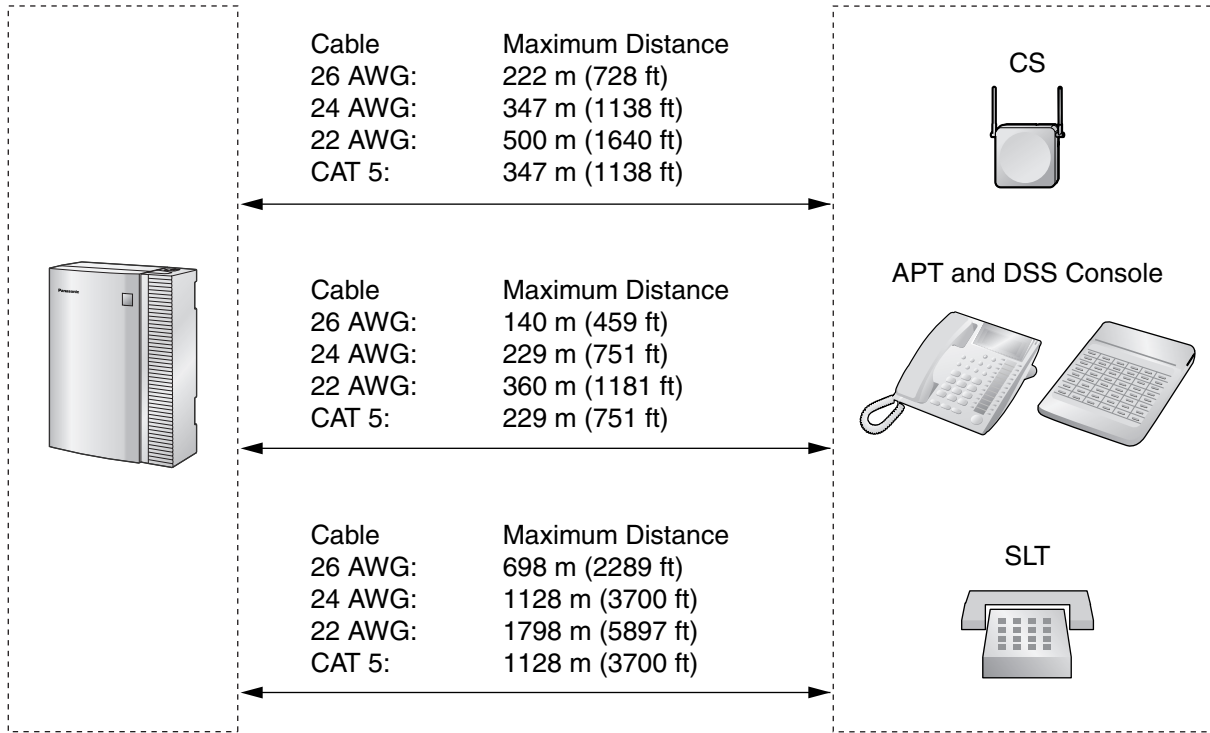 Cable Maximum Distance
26 AWG: 222 m (728 ft)
24 AWG: 347 m (1138 ft)
22 AWG: 500 m (1640 ft)
CAT 5: 347 m (1138 ft)
CS
Panasonic
Cable Maximum Distance
26 AWG: 140 m (459 ft)
24 AWG: 229 m (751 ft)
22 AWG: 360 m (1181 ft)
CAT 5: 229 m (751 ft)
APT and DSS Console
Cable Maximum Distance
26 AWG: 698 m (2289 ft)
24 AWG: 1128 m (3700 ft)
22 AWG: 1798 m (5897 ft)
CAT 5: 1128 m (3700 ft)
SLT